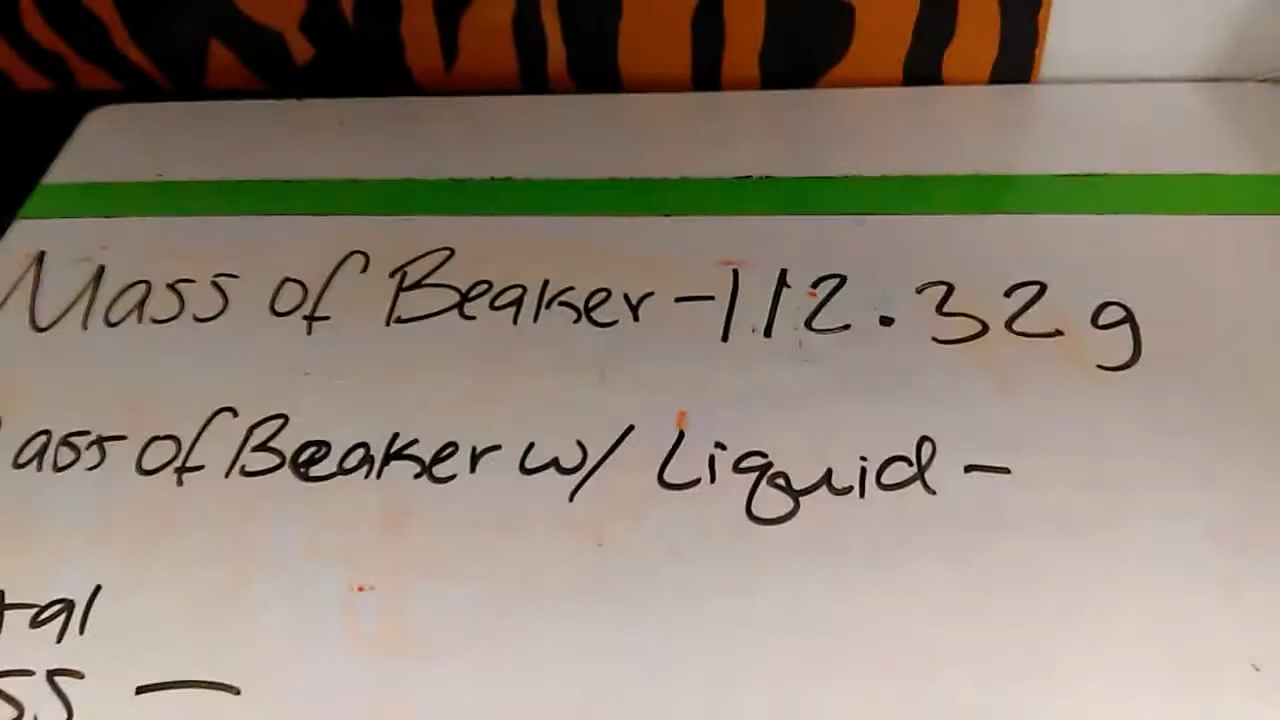 Mass of Beaker - 112.32 g
ass of Beaker w/ Liquid -
tal
ss —